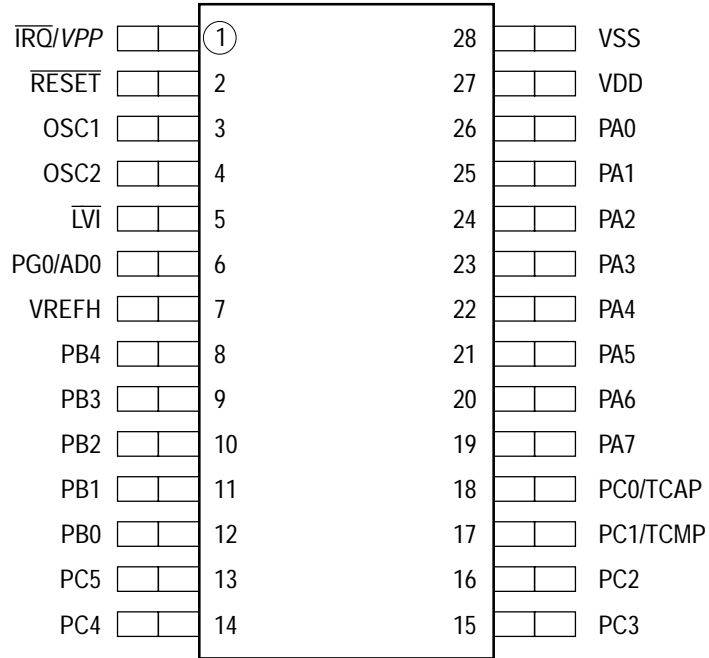 IRQ/VPP 1 28 VSS
RESET 2 27 VDD
OSC1 3 26 PA0
OSC2 4 25 PA1
LVI 5 24 PA2
PG0/AD0 6 23 PA3
VREFH 7 22 PA4
PB4 8 21 PA5
PB3 9 20 PA6
PB2 10 19 PA7
PB1 11 18 PC0/TCAP
PB0 12 17 PC1/TCMP
PC5 13 16 PC2
PC4 14 15 PC3